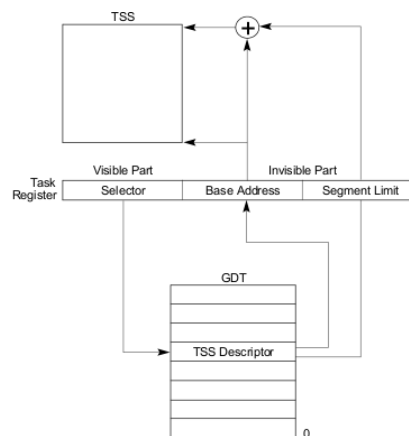 TSS
+
Visible Part Invisible Part
Task Register
Selector Base Address Segment Limit
GDT
TSS Descriptor
0